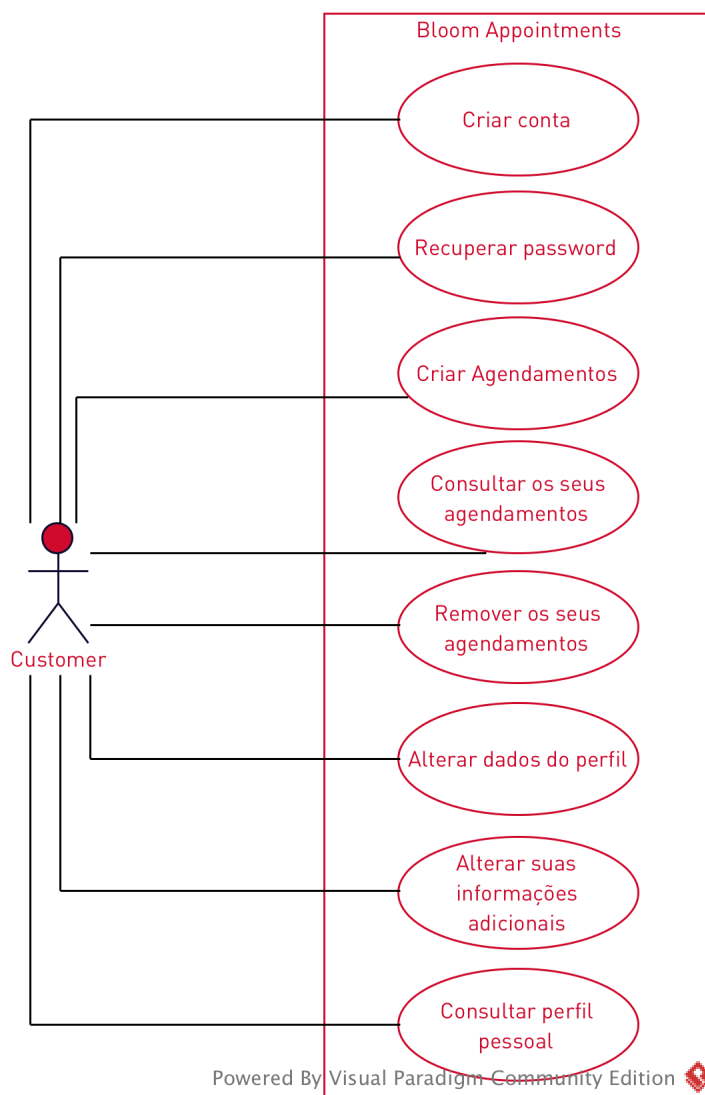 Bloom Appointments
Criar conta
Recuperar password
Criar Agendamentos
Consultar os seus
agendamentos
Remover os seus
agendamentos
Customer
Alterar dados do perfil
Alterar suas
informações
adicionais
Consultar perfil
pessoal
Powered By Visual Paradigm Community Edition